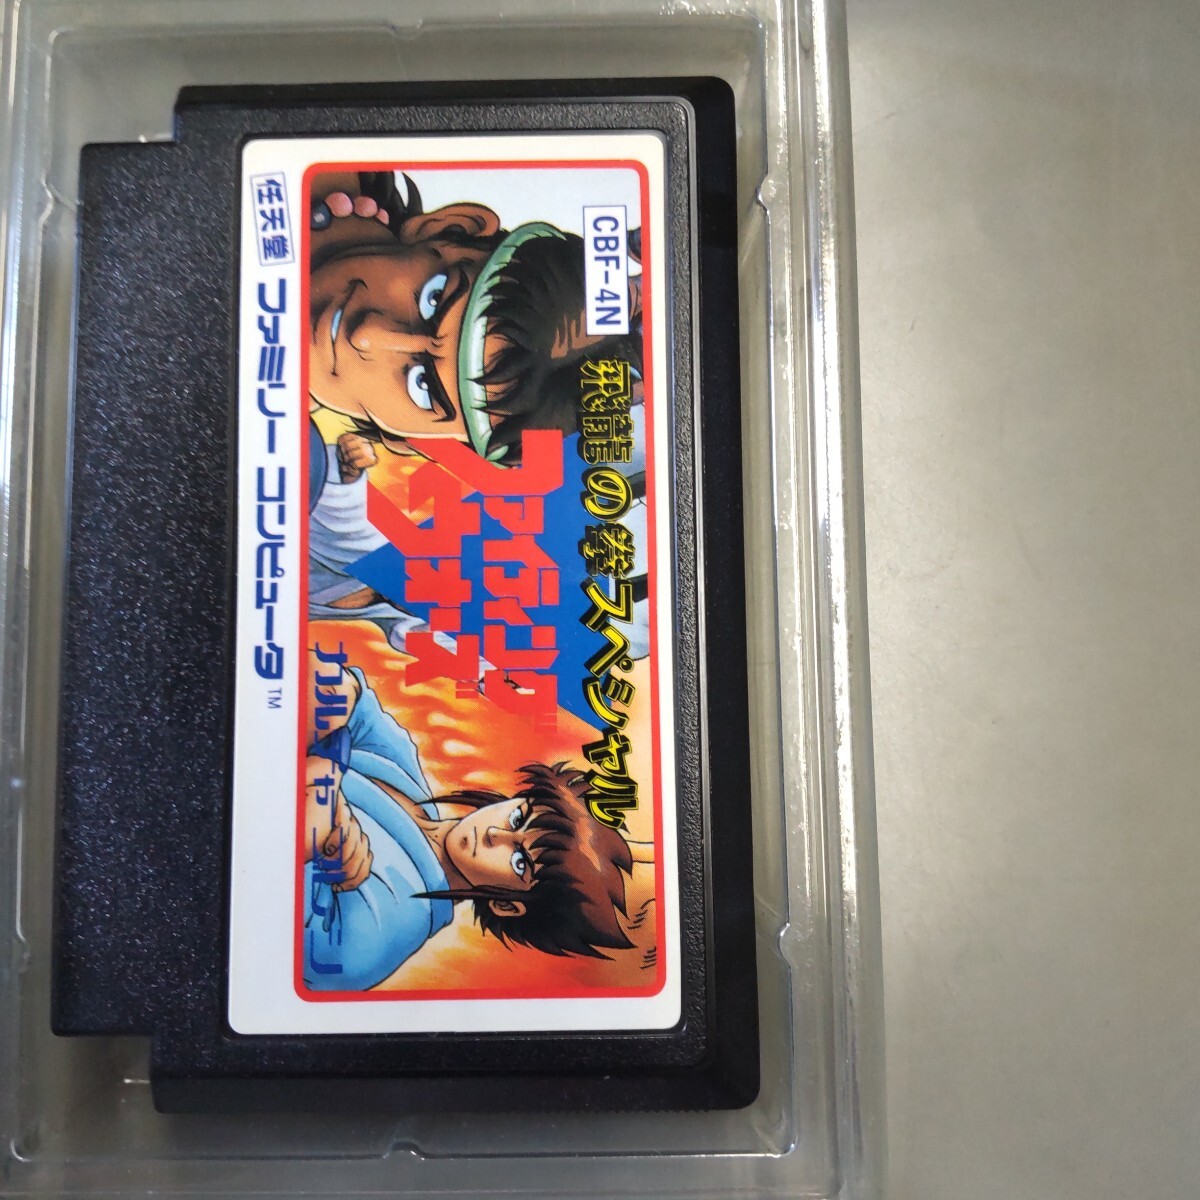 CBF-4N
飛龍の拳スペシャル
ファイティング
ウォーズ
カルチャーブレーン
任天堂 ファミリー コンピュータ™